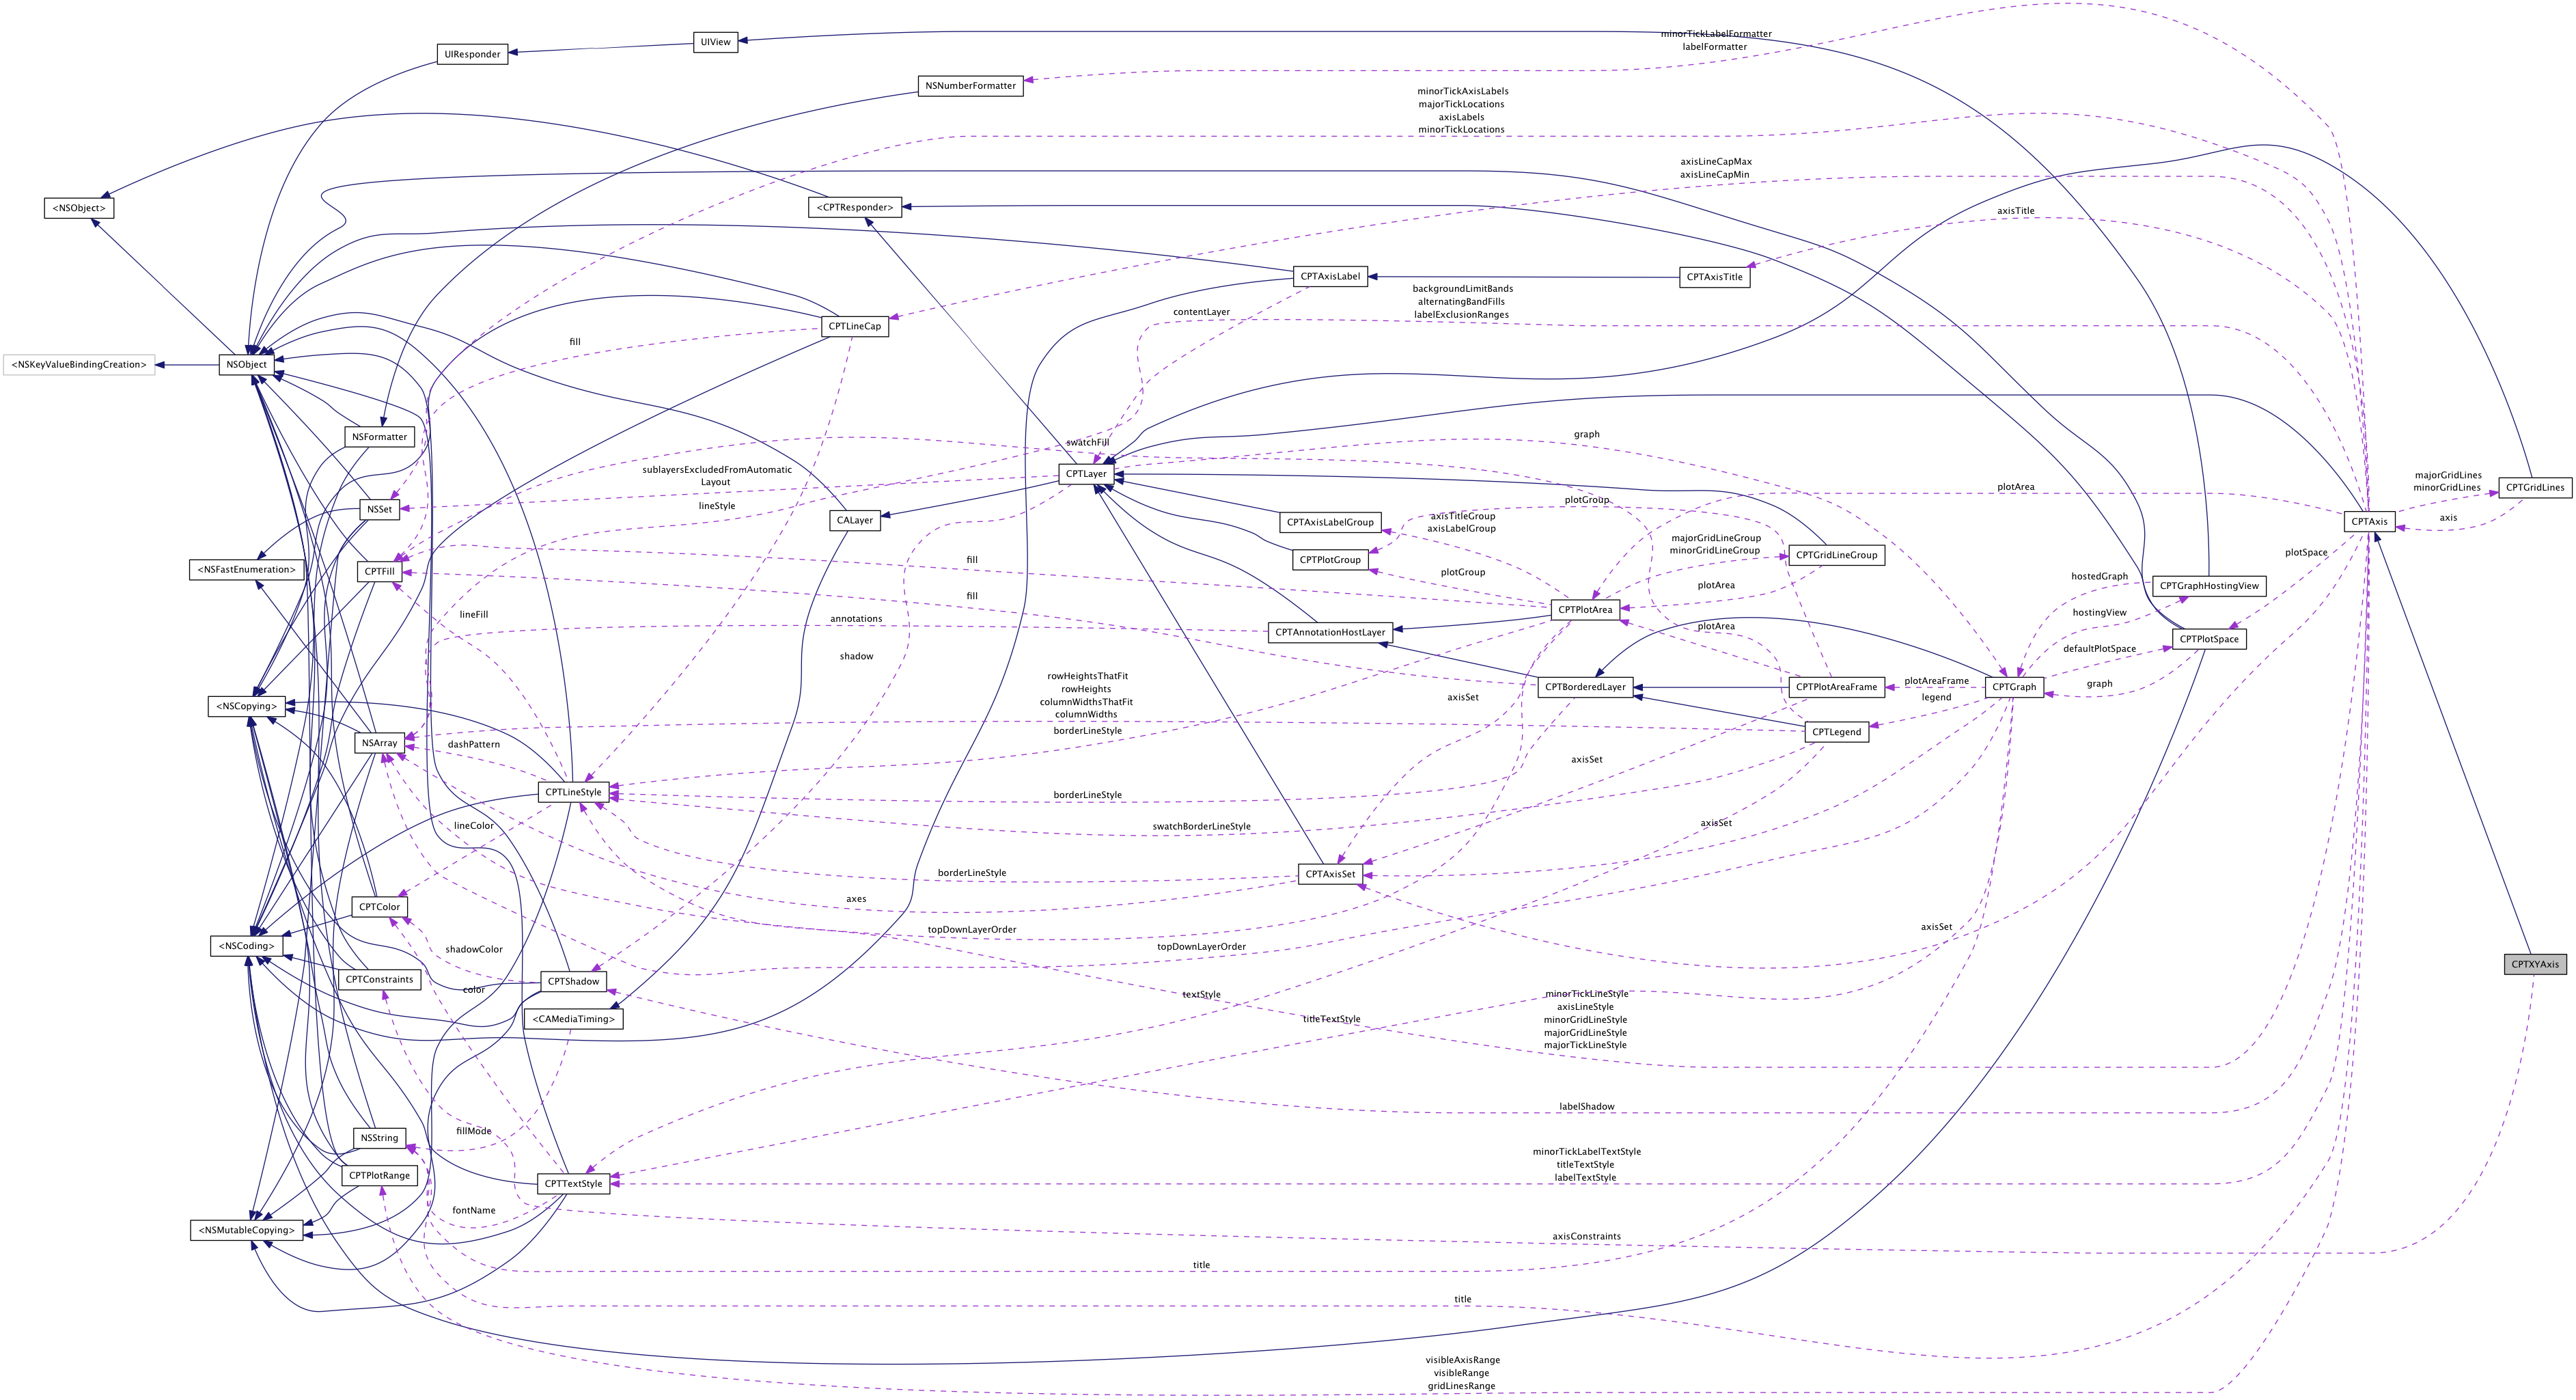 minorTickLabelFormatter
labelFormatter
UIView
UIResponder
NSNumberFormatter
minorTickAxisLabels
majorTickLocations
axisLabels
minorTickLocations
axisLineCapMax
axisLineCapMin
<NSObject>
<CPTResponder>
axisTitle
CPTAxisLabel
CPTAxisTitle
backgroundLimitBands
alternatingBandFills
labelExclusionRanges
contentLayer
CPTLineCap
fill
<NSKeyValueBindingCreation>
NSObject
NSFormatter
swatchFill
graph
sublayersExcludedFromAutomatic
Layout
CPTLayer
majorGridLines
minorGridLines
CPTGridLines
plotArea
plotGroup
lineStyle
NSSet
CALayer
CPTAxisLabelGroup
axisTitleGroup
axisLabelGroup
CPTAxis
axis
majorGridLineGroup
minorGridLineGroup
CPTGridLineGroup
plotSpace
<NSFastEnumeration>
CPTFill
fill
CPTPlotGroup
plotGroup
plotArea
hostedGraph
CPTGraphHostingView
fill
lineFill
annotations
CPTPlotArea
hostingView
CPTAnnotationHostLayer
plotArea
CPTPlotSpace
shadow
defaultPlotSpace
rowHeightsThatFit
rowHeights
columnWidthsThatFit
columnWidths
CPTBorderedLayer
CPTPlotAreaFrame
plotAreaFrame
legend
CPTGraph
graph
axisSet
<NSCopying>
borderLineStyle
CPTLegend
NSArray
dashPattern
axisSet
CPTLineStyle
borderLineStyle
lineColor
swatchBorderLineStyle
axisSet
borderLineStyle
CPTAxisSet
axes
CPTColor
axisSet
topDownLayerOrder
<NSCoding>
shadowColor
topDownLayerOrder
CPTXYAxis
CPTConstraints
CPTShadow
color
textStyle
minorTickLineStyle
axisLineStyle
minorGridLineStyle
majorGridLineStyle
majorTickLineStyle
<CAMediaTiming>
titleTextStyle
labelShadow
fillMode
NSString
minorTickLabelTextStyle
titleTextStyle
labelTextStyle
CPTPlotRange
CPTTextStyle
fontName
<NSMutableCopying>
axisConstraints
title
title
visibleAxisRange
visibleRange
gridLinesRange